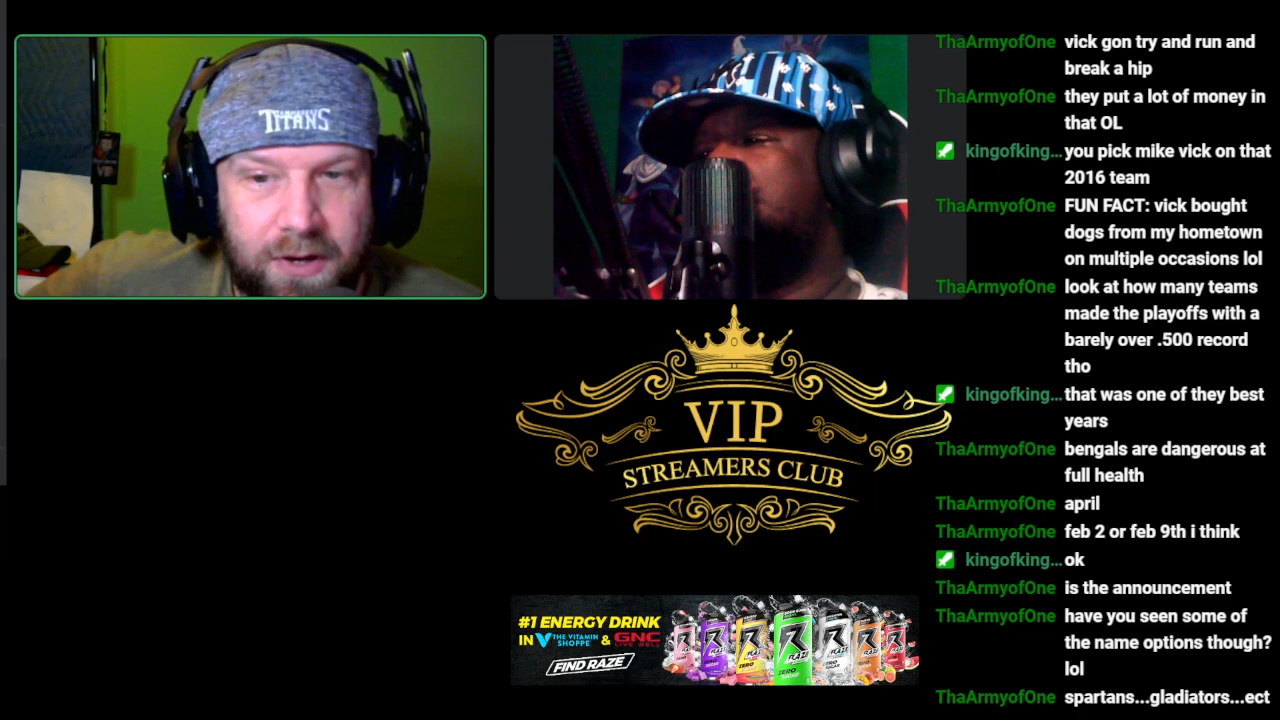 TITANS
VIP
STREAMERS CLUB
#1 ENERGY DRINK
IN THE VITAMIN SHOPPE & GNC
LIVE WELL
FIND RAZE
ThaArmyofOne vick gon try and run and
break a hip
ThaArmyofOne they put a lot of money in
that OL
kingofking... you pick mike vick on that
2016 team
ThaArmyofOne FUN FACT: vick bought
dogs from my hometown
on multiple occasions lol
ThaArmyofOne look at how many teams
made the playoffs with a
barely over .500 record
tho
kingofking... that was one of they best
years
ThaArmyofOne bengals are dangerous at
full health
ThaArmyofOne april
ThaArmyofOne feb 2 or feb 9th i think
kingofking... ok
ThaArmyofOne is the announcement
ThaArmyofOne have you seen some of
the name options though?
lol
ThaArmyofOne spartans...gladiators...ect